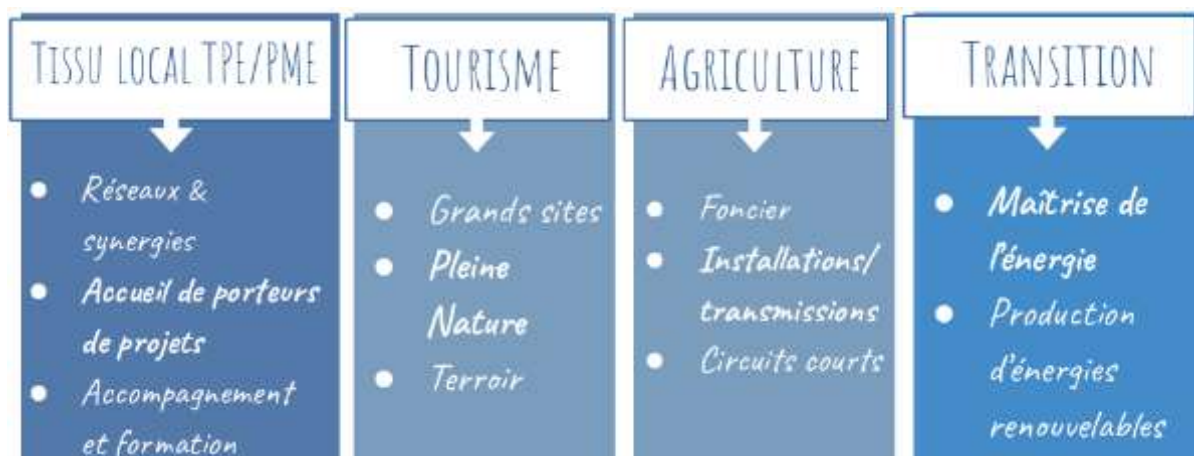 TISSU LOCAL TPE/PME
Réseaux &
synergies
Accueil de porteurs
de projets
Accompagnement
et formation
TOURISME
Grands sites
Pleine
Nature
Terroir
AGRICULTURE
Foncier
Installations/
transmissions
Circuits courts
TRANSITION
Maîtrise de
l'énergie
Production
d'énergies
renouvelables